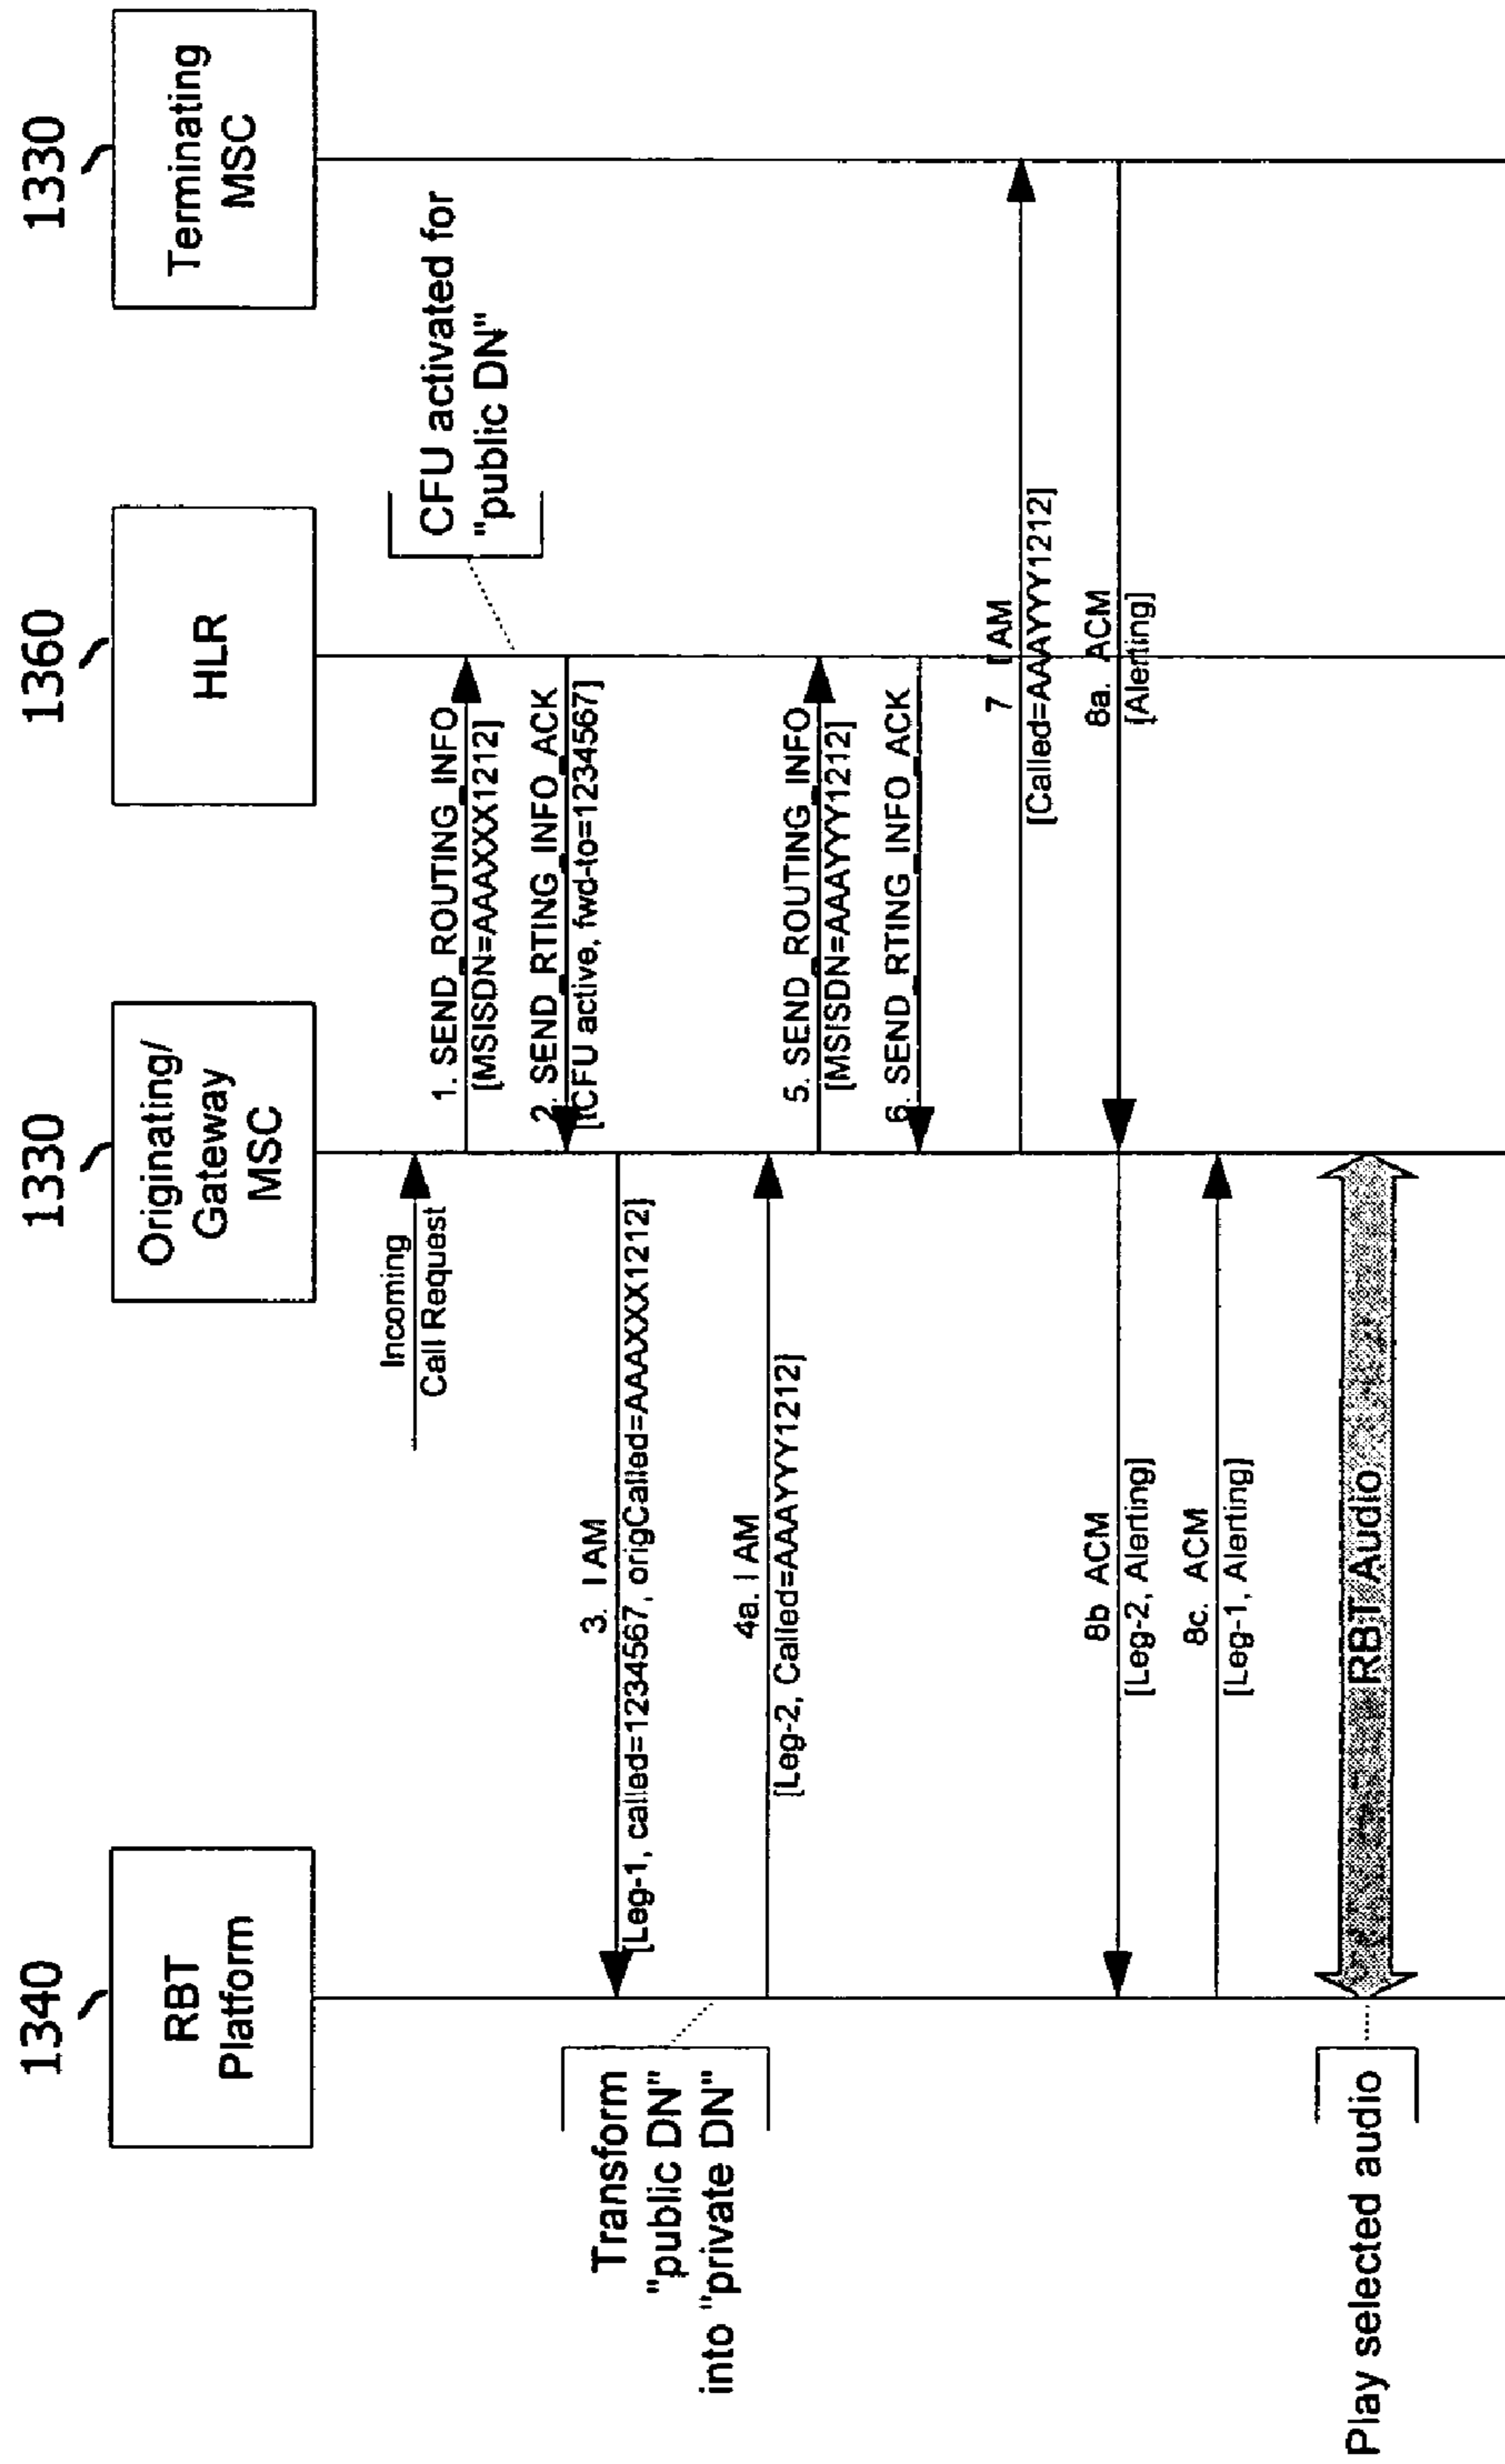 1340
1330
1360
1330
RBT
Platform
Originating/
Gateway
MSC
HLR
Terminating
MSC
Incoming
Call Request
1. SEND_ROUTING_INFO
[MSISDN=AAAXXX1212]
CFU activated for
"public DN"
2. SEND_RTING_INFO_ACK
[CFU active, fwd-to=1234567]
3. IAM
[Leg-1, called=1234567, origCalled=AAAXXX1212]
Transform
"public DN"
into "private DN"
4a. IAM
[Leg-2, Called=AAAYYY1212]
5. SEND_ROUTING_INFO
[MSISDN=AAAYYY1212]
6. SEND_RTING_INFO_ACK
7 IAM
[Called=AAAYYY1212]
8a. ACM
[Alerting]
8b ACM
[Leg-2, Alerting]
8c. ACM
[Leg-1, Alerting]
RBT Audio
Play selected audio